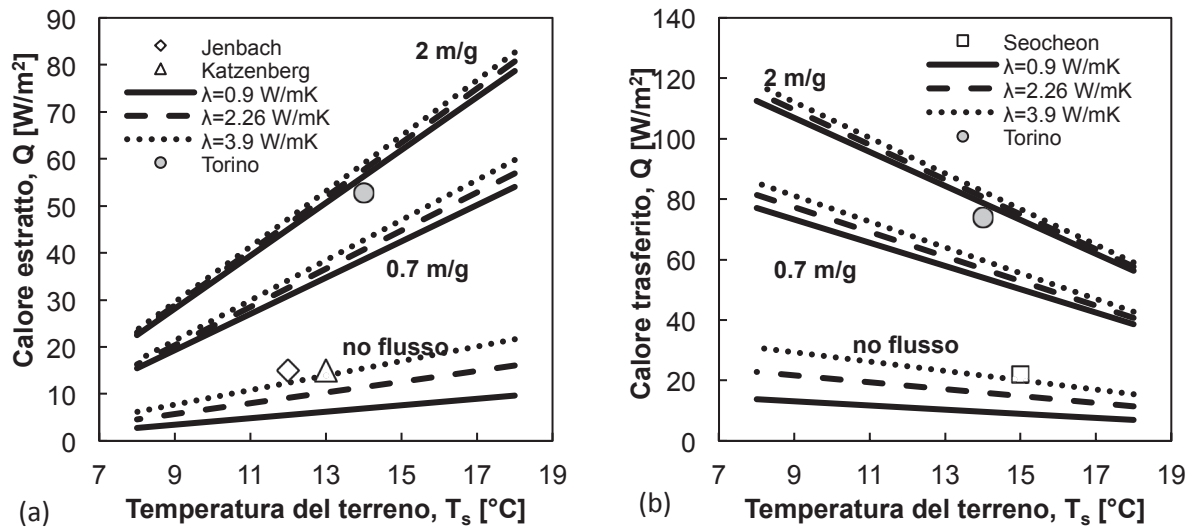 90
80
70
60
50
40
30
20
10
0
Calore estratto, Q [W/m²]
Jenbach
Katzenberg
λ=0.9 W/mK
λ=2.26 W/mK
λ=3.9 W/mK
Torino
2 m/g
0.7 m/g
no flusso
7 9 11 13 15 17 19
Temperatura del terreno, Tₛ [°C]
(a)
140
120
100
80
60
40
20
0
Calore trasferito, Q [W/m²]
Seocheon
λ=0.9 W/mK
λ=2.26 W/mK
λ=3.9 W/mK
Torino
2 m/g
0.7 m/g
no flusso
7 9 11 13 15 17 19
Temperatura del terreno, Tₛ [°C]
(b)